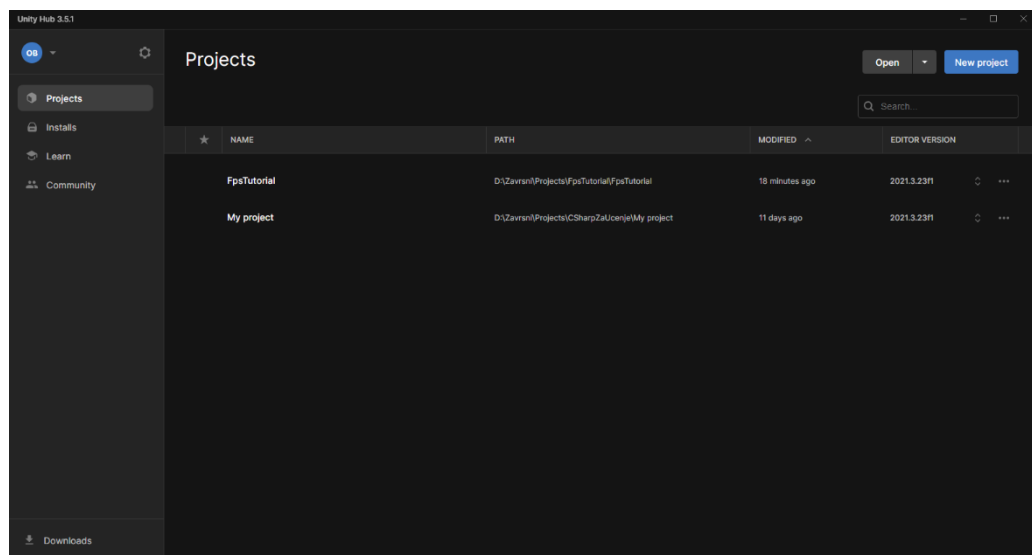 Unity Hub 3.5.1
OB
Projects
Open
New project
Projects
Installs
Learn
Community
Search...
NAME PATH MODIFIED EDITOR VERSION
FpsTutorial D:\Zavrsni\Projects\FpsTutorial\FpsTutorial 18 minutes ago 2021.3.23f1
My project D:\Zavrsni\Projects\CSharpZaUcenje\My project 11 days ago 2021.3.23f1
Downloads